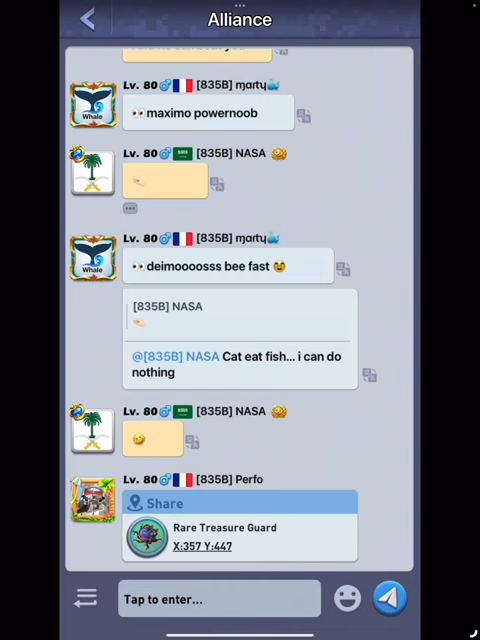 Alliance
Lv. 80 [835B] ɱαɾƚყ
Whale
👀maximo powernoob
Lv. 80 [835B] NASA
Lv. 80 [835B] ɱαɾƚყ
Whale
👀deimoooosss bee fast
[835B] NASA
@[835B] NASA Cat eat fish... i can do
nothing
Lv. 80 [835B] NASA
Lv. 80 [835B] Perfo
Share
Rare Treasure Guard
X:357 Y:447
Tap to enter...